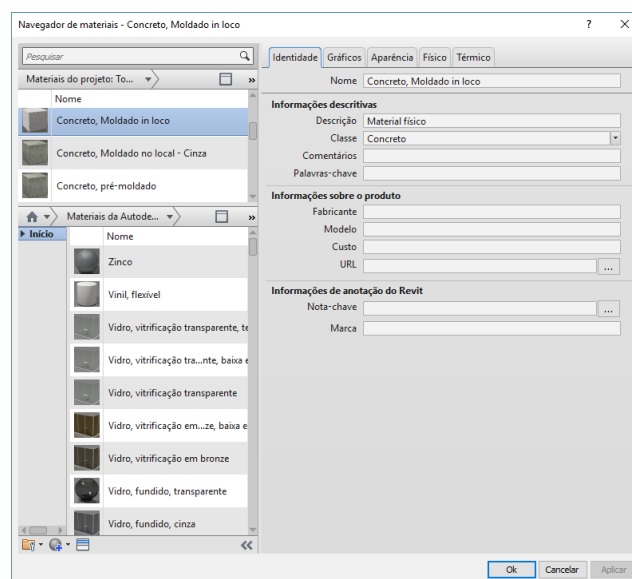 Navegador de materiais - Concreto, Moldado in loco
?
X
Pesquisar
Materiais do projeto: To...
»
Nome
Concreto, Moldado in loco
Concreto, Moldado no local - Cinza
Concreto, pré-moldado
Materiais da Autode...
»
Início
Nome
Zinco
Vinil, flexível
Vidro, vitrificação transparente, te
Vidro, vitrificação tra...nte, baixa e
Vidro, vitrificação transparente
Vidro, vitrificação em...ze, baixa e
Vidro, vitrificação em bronze
Vidro, fundido, transparente
Vidro, fundido, cinza
Identidade Gráficos Aparência Físico Térmico
Nome Concreto, Moldado in loco
Informações descritivas
Descrição Material físico
Classe Concreto
Comentários
Palavras-chave
Informações sobre o produto
Fabricante
Modelo
Custo
URL ...
Informações de anotação do Revit
Nota-chave ...
Marca
Ok Cancelar Aplicar